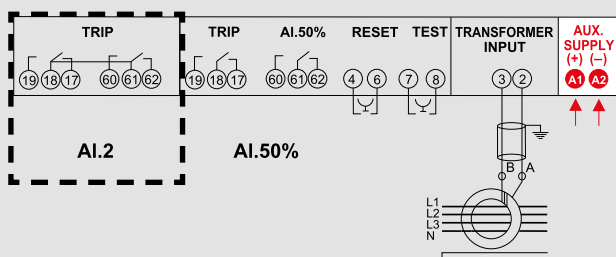 TRIP
19 18 17 60 61 62
AI.2
TRIP
19 18 17
AI.50%
60 61 62
AI.50%
RESET
4 6
TEST
7 8
TRANSFORMER
INPUT
3 2
AUX.
SUPPLY
(+) (–)
A1 A2
B A
L1
L2
L3
N